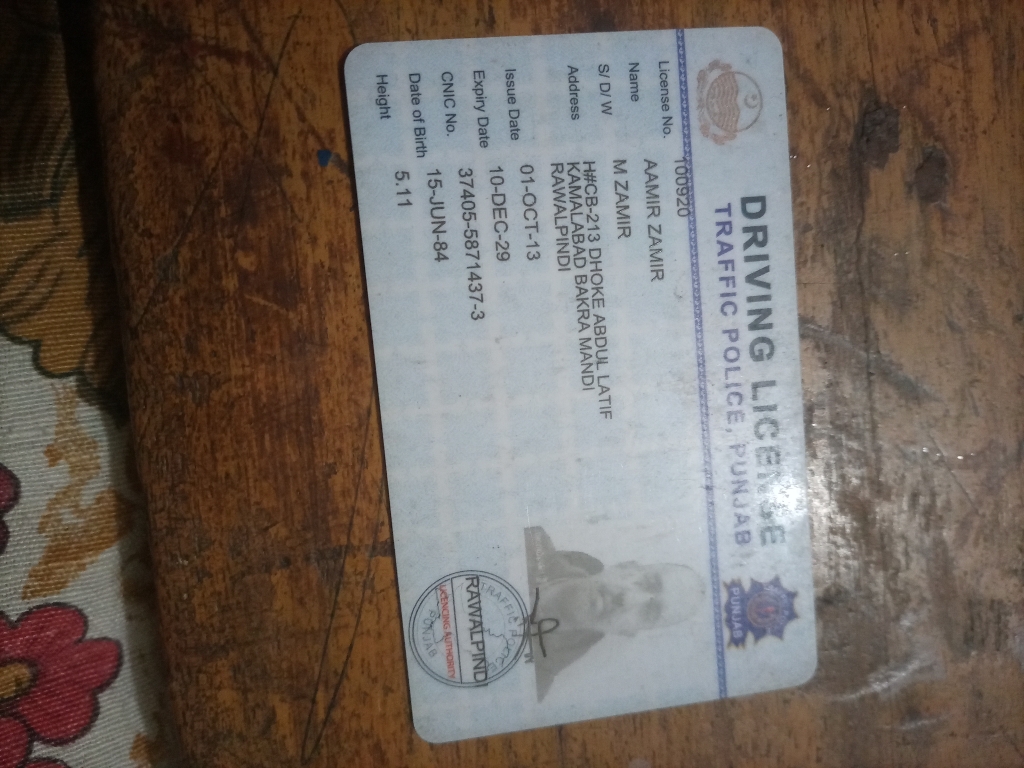 DRIVING LICENSE
TRAFFIC POLICE, PUNJAB
PUNJAB
License No. 100920
Name AAMIR ZAMIR
S/ D/ W M ZAMIR
Address H#CB-213 DHOKE ABDUL LATIF
KAMALABAD BAKRA MANDI
RAWALPINDI
Issue Date 01-OCT-13
Expiry Date 10-DEC-29
CNIC No. 37405-5871437-3
Date of Birth 15-JUN-84
Height 5.11
TRAFFIC POLICE
RAWALPINDI
LICENCING AUTHORITY
PUNJAB